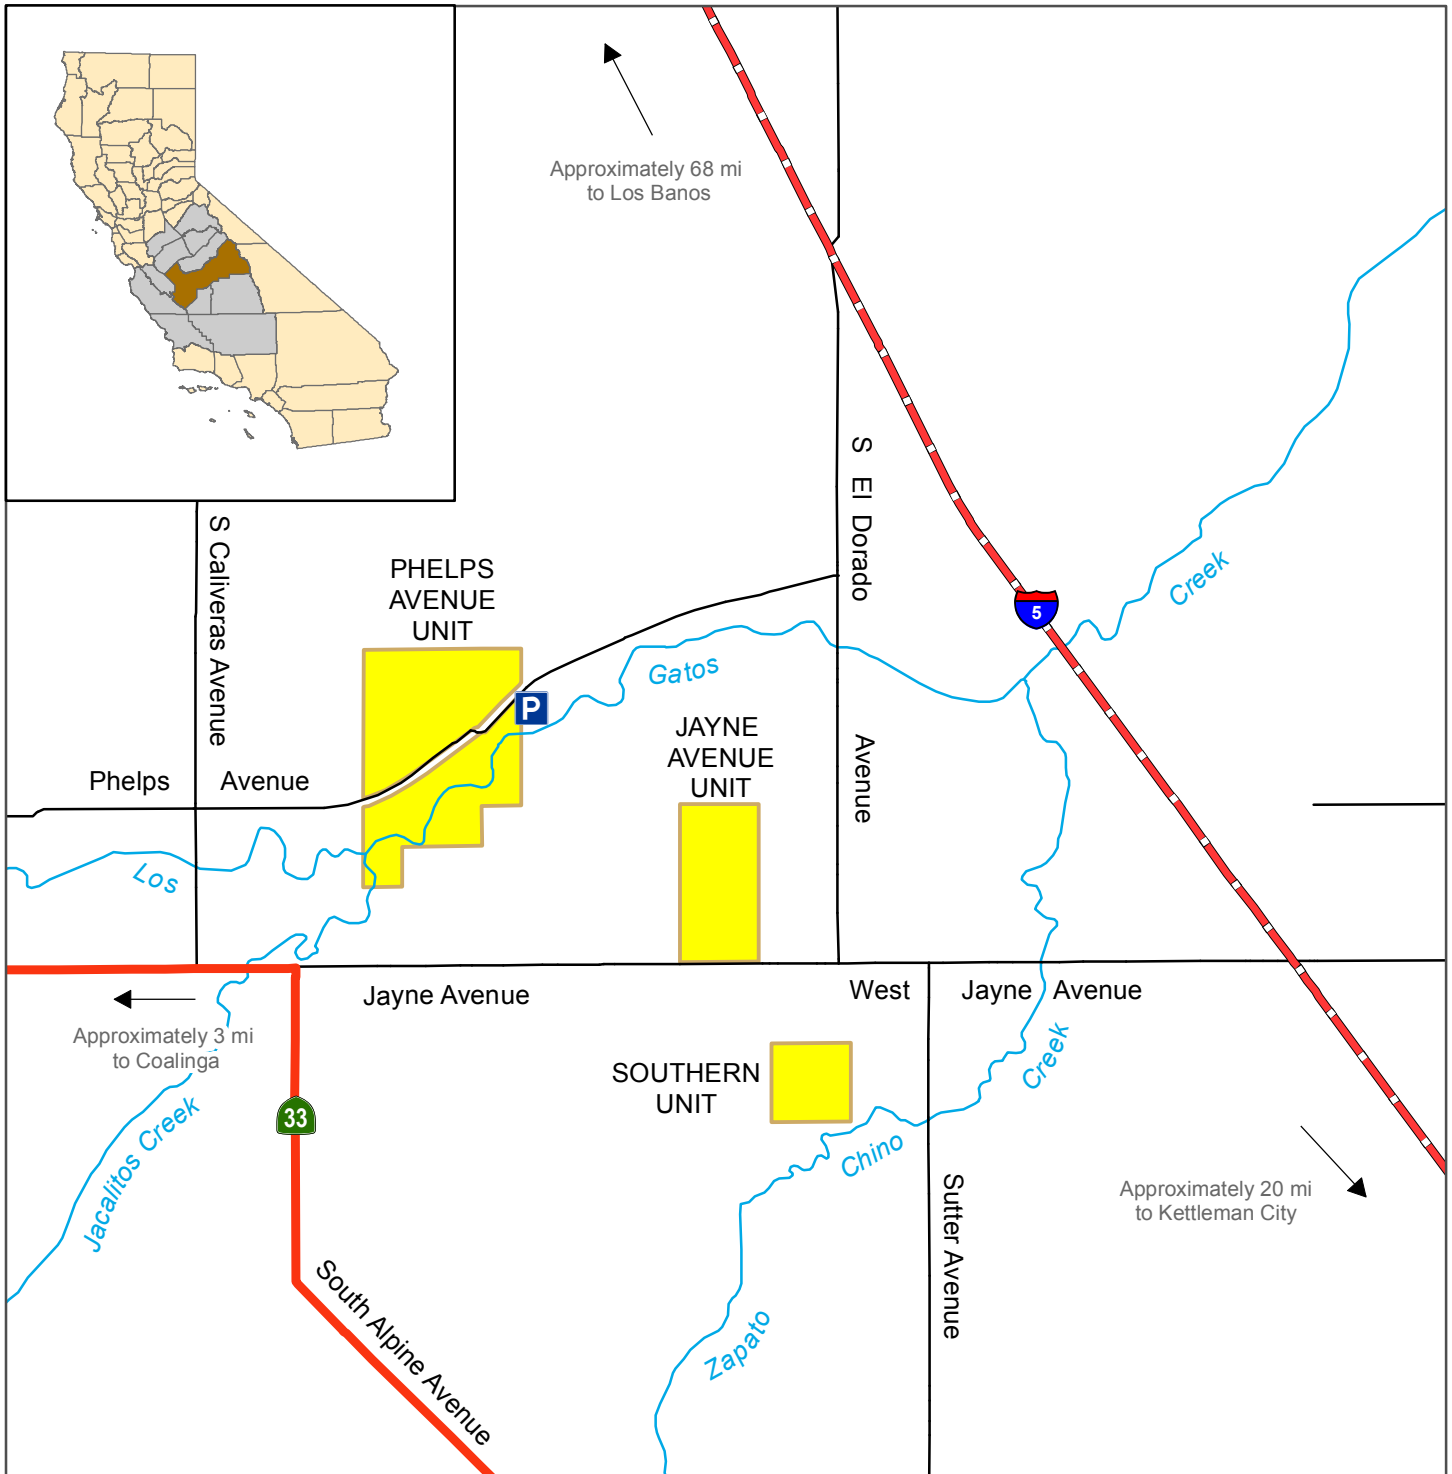 Approximately 68 mi
to Los Banos
S El Dorado
Avenue
5
Creek
S Caliveras Avenue
PHELPS
AVENUE
UNIT
Gatos
P
JAYNE
AVENUE
UNIT
Phelps Avenue
Los
Jayne Avenue
West Jayne Avenue
Approximately 3 mi
to Coalinga
SOUTHERN
UNIT
Creek
Chino
Zapato
33
Jacalitos Creek
Sutter Avenue
Approximately 20 mi
to Kettleman City
South Alpine Avenue